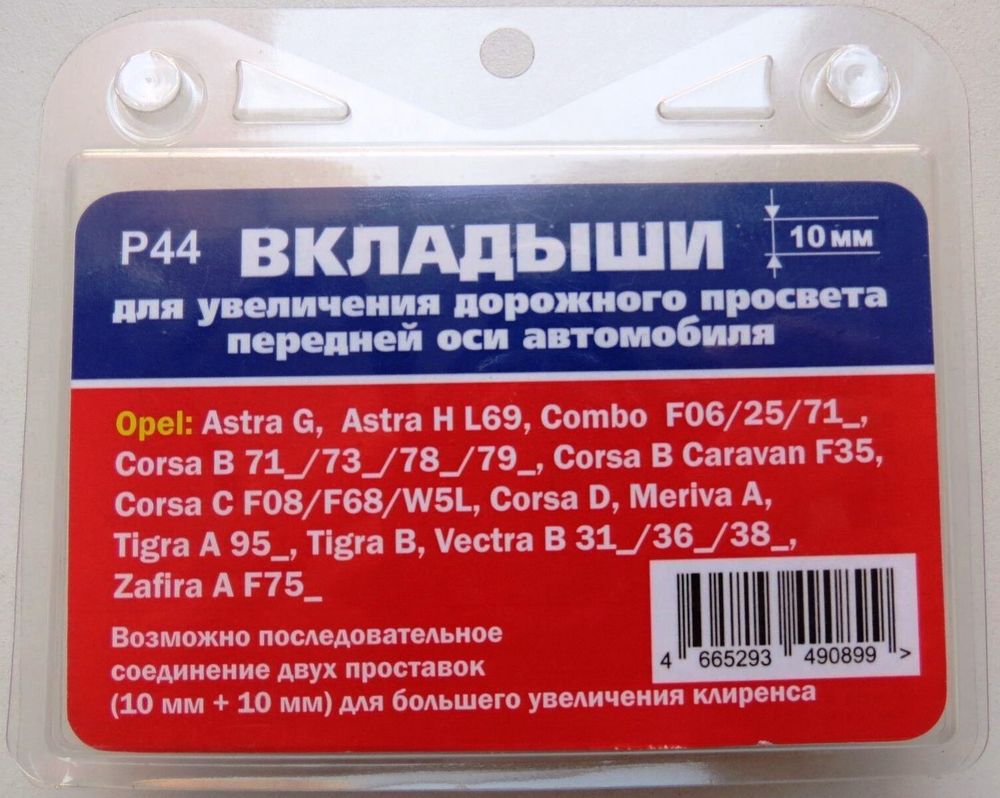 P44 ВКЛАДЫШИ 10 мм
для увеличения дорожного просвета
передней оси автомобиля
Opel: Astra G, Astra H L69, Combo F06/25/71_,
Corsa B 71_/73_/78_/79_, Corsa B Caravan F35,
Corsa C F08/F68/W5L, Corsa D, Meriva A,
Tigra A 95_, Tigra B, Vectra B 31_/36_/38_,
Zafira A F75_
Возможно последовательное
соединение двух проставок
(10 мм + 10 мм) для большего увеличения клиренса
4 665293 490899 >